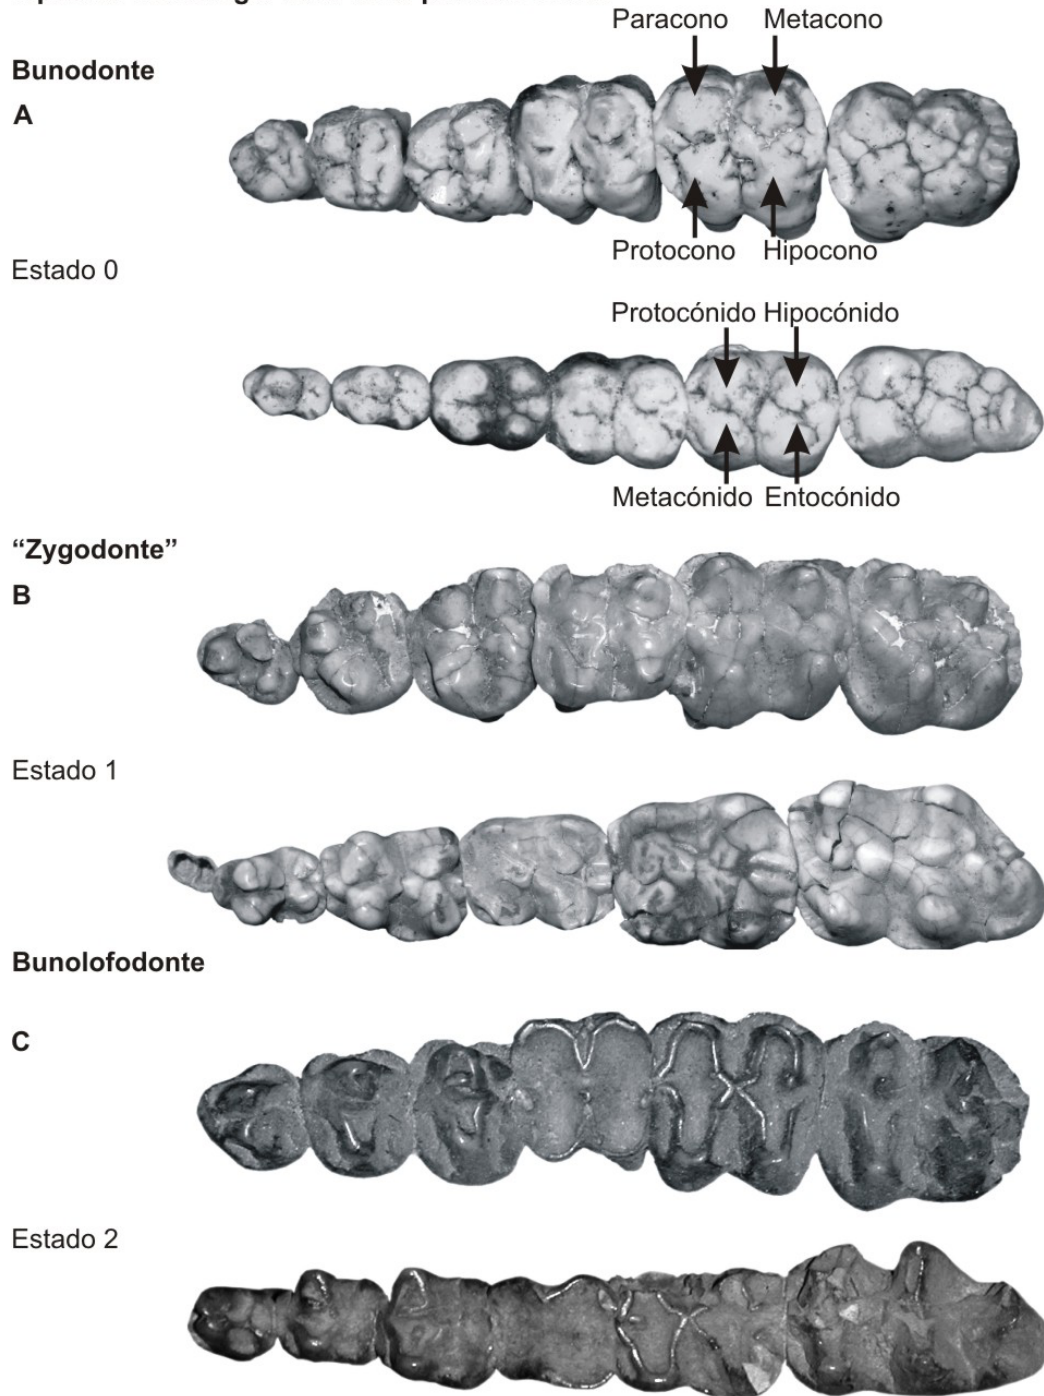 Paracono Metacono
Bunodonte
A
Protocono Hipocono
Estado 0
Protocónido Hipocónido
Metacónido Entocónido
“Zygodonte”
B
Estado 1
Bunolofodonte
C
Estado 2